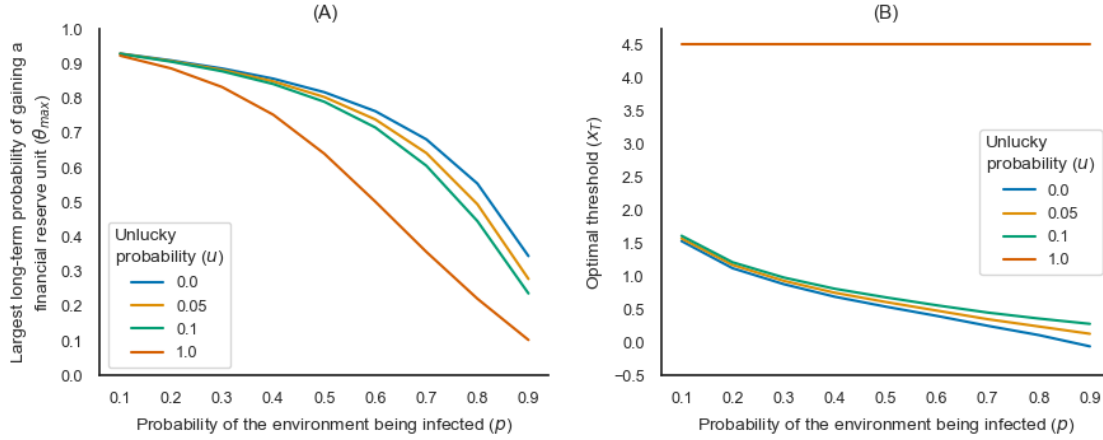 (A)
Largest long-term probability of gaining a
financial reserve unit (θmax)
1.0
0.9
0.8
0.7
0.6
0.5
0.4
0.3
0.2
0.1
0.0
Unlucky
probability (u)
0.0
0.05
0.1
1.0
0.1 0.2 0.3 0.4 0.5 0.6 0.7 0.8 0.9
Probability of the environment being infected (p)
(B)
Optimal threshold (xT)
4.5
4.0
3.5
3.0
2.5
2.0
1.5
1.0
0.5
0.0
−0.5
Unlucky
probability (u)
0.0
0.05
0.1
1.0
0.1 0.2 0.3 0.4 0.5 0.6 0.7 0.8 0.9
Probability of the environment being infected (p)